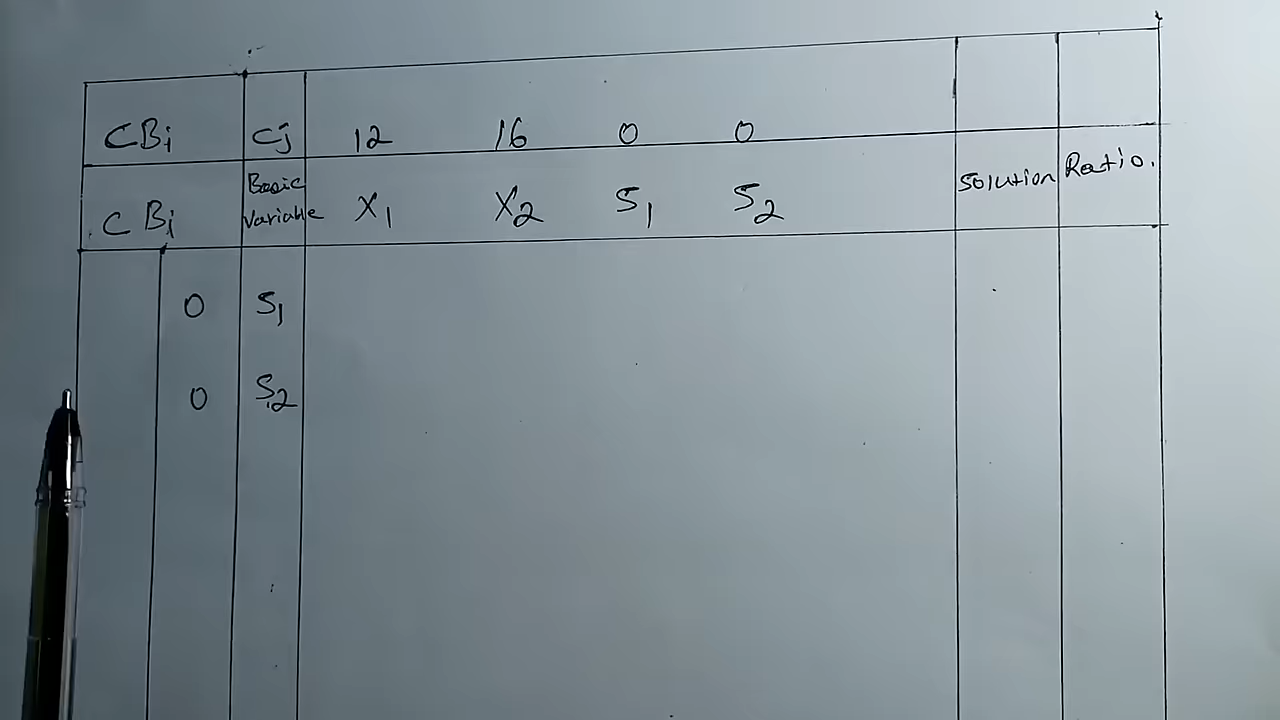 CBi Cj 12 16 0 0
CBi Basic Variable X1 X2 S1 S2 Solution Ratio.
0 S1
0 S2